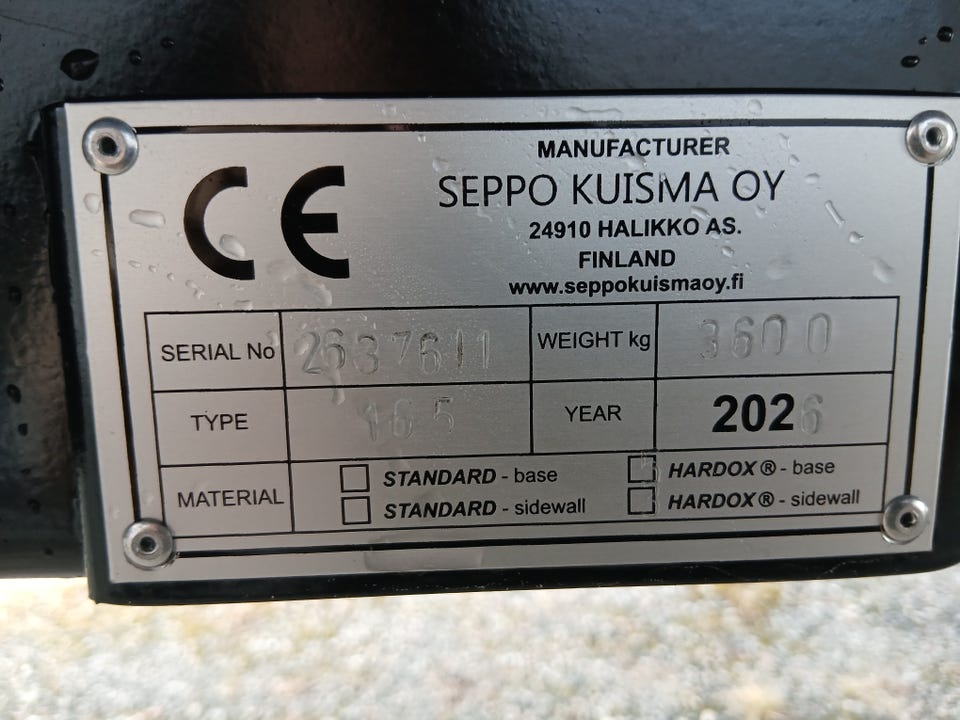 CE
MANUFACTURER
SEPPO KUISMA OY
24910 HALIKKO AS.
FINLAND
www.seppokuismaoy.fi
SERIAL No 2637611 WEIGHT kg 3600
TYPE 165 YEAR 2026
MATERIAL
STANDARD - base HARDOX® - base
STANDARD - sidewall HARDOX® - sidewall